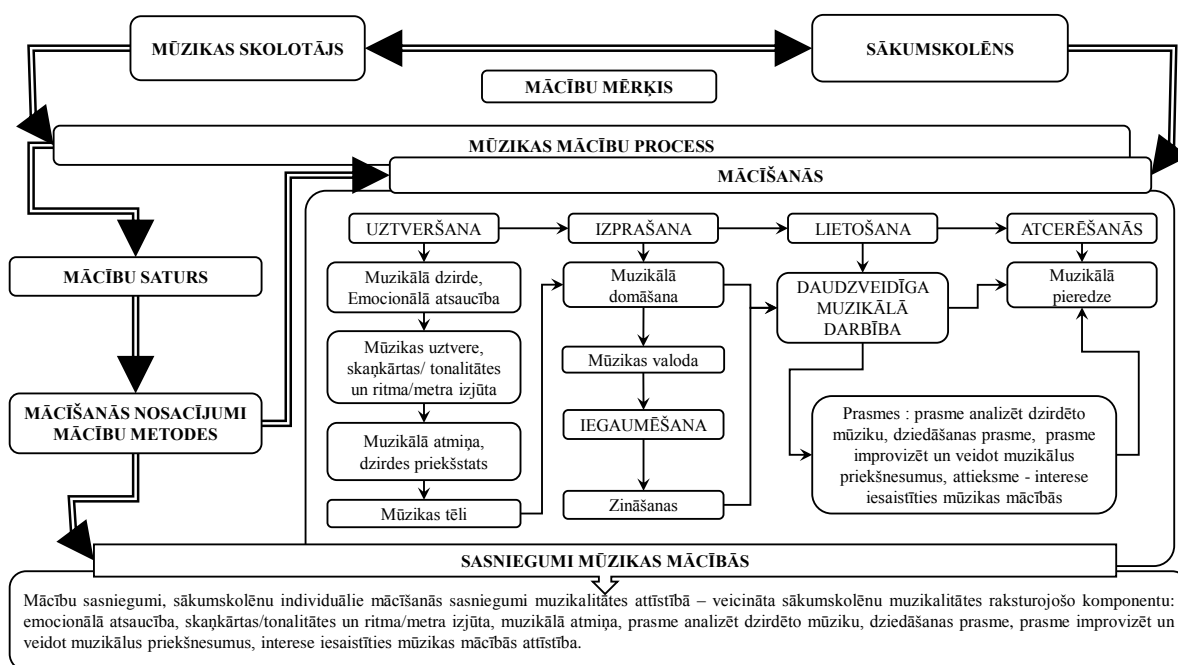 MŪZIKAS SKOLOTĀJS
SĀKUMSKOLĒNS
MĀCĪBU MĒRĶIS
MŪZIKAS MĀCĪBU PROCESS
MĀCĪŠANĀS
UZTVERŠANA
IZPRAŠANA
LIETOŠANA
ATCERĒŠANĀS
MĀCĪBU SATURS
MĀCĪŠANĀS NOSACĪJUMI
MĀCĪBU METODES
Muzikālā dzirde,
Emocionālā atsaucība
Mūzikas uztvere,
skaņkārtas/ tonalitātes
un ritma/metra izjūta
Muzikālā atmiņa,
dzirdes priekšstats
Mūzikas tēli
Muzikālā
domāšana
Mūzikas valoda
IEGAUMĒŠANA
Zināšanas
DAUDZVEIDĪGA
MUZIKĀLĀ
DARBĪBA
Muzikālā
pieredze
Prasmes : prasme analizēt dzirdēto
mūziku, dziedāšanas prasme, prasme
improvizēt un veidot muzikālus
priekšnesumus, attieksme - interese
iesaistīties mūzikas mācībās
SASNIEGUMI MŪZIKAS MĀCĪBĀS
Mācību sasniegumi, sākumskolēnu individuālie mācīšanās sasniegumi muzikalitātes attīstībā – veicināta sākumskolēnu muzikalitātes raksturojošo komponentu:
emocionālā atsaucība, skaņkārtas/tonalitātes un ritma/metra izjūta, muzikālā atmiņa, prasme analizēt dzirdēto mūziku, dziedāšanas prasme, prasme improvizēt un
veidot muzikālus priekšnesumus, interese iesaistīties mūzikas mācībās attīstība.